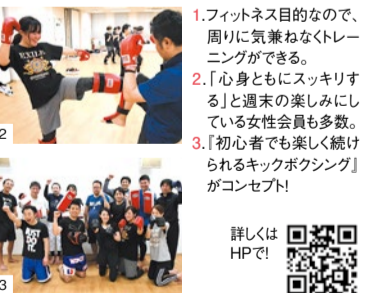 1.フィットネス目的なので、
周りに気兼ねなくトレー
ニングができる。
2.「心身ともにスッキリす
る」と週末の楽しみにし
ている女性会員も多数。
3.『初心者でも楽しく続け
られるキックボクシング』
がコンセプト!
詳しくは
HPで!
2
3
JUST
DO
IT.